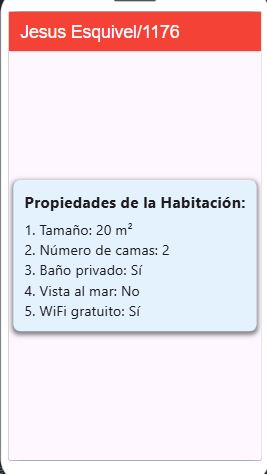 Jesus Esquivel/1176
Propiedades de la Habitación:
1. Tamaño: 20 m²
2. Número de camas: 2
3. Baño privado: Sí
4. Vista al mar: No
5. WiFi gratuito: Sí